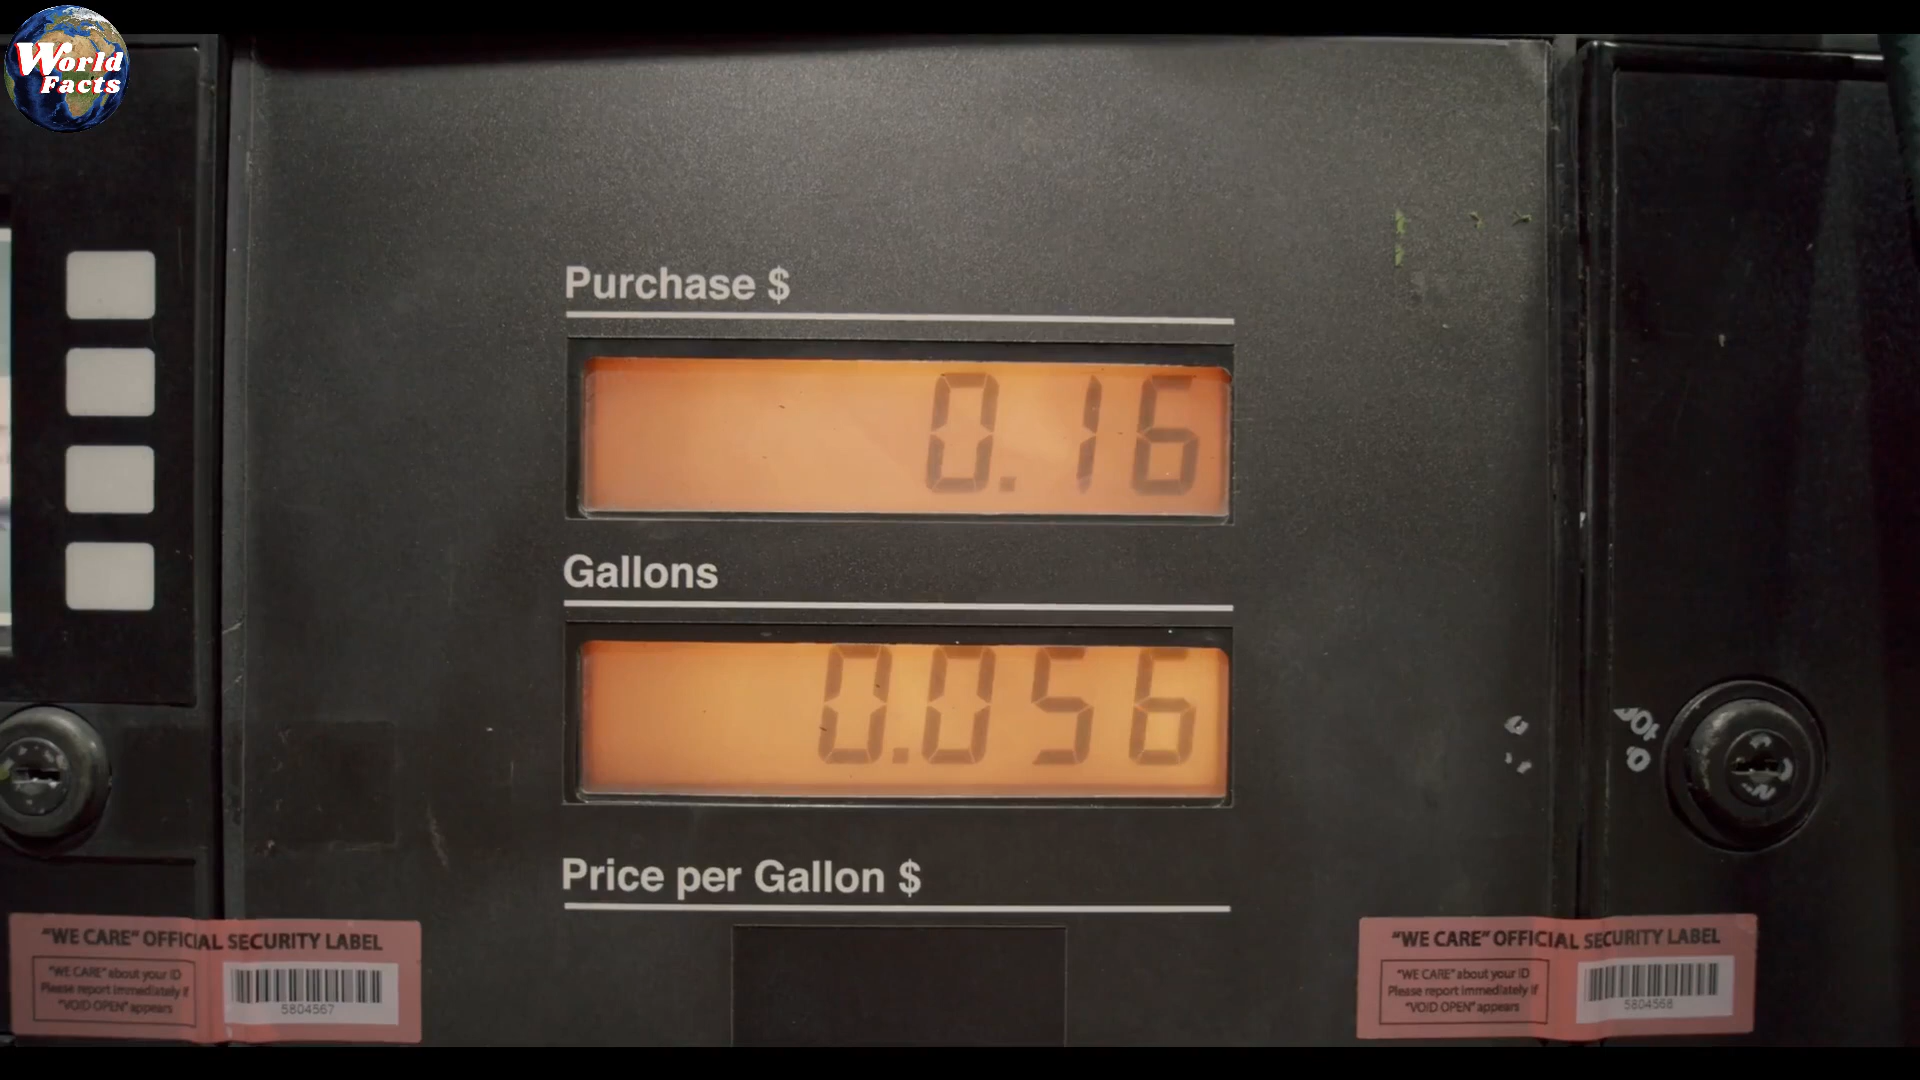 World
Facts
Purchase $
0.16
Gallons
0.056
Price per Gallon $
"WE CARE" OFFICIAL SECURITY LABEL
"WE CARE" about your ID
Please report immediately if
"VOID OPEN" appears
5804567
"WE CARE" OFFICIAL SECURITY LABEL
"WE CARE" about your ID
Please report immediately if
"VOID OPEN" appears
5804568